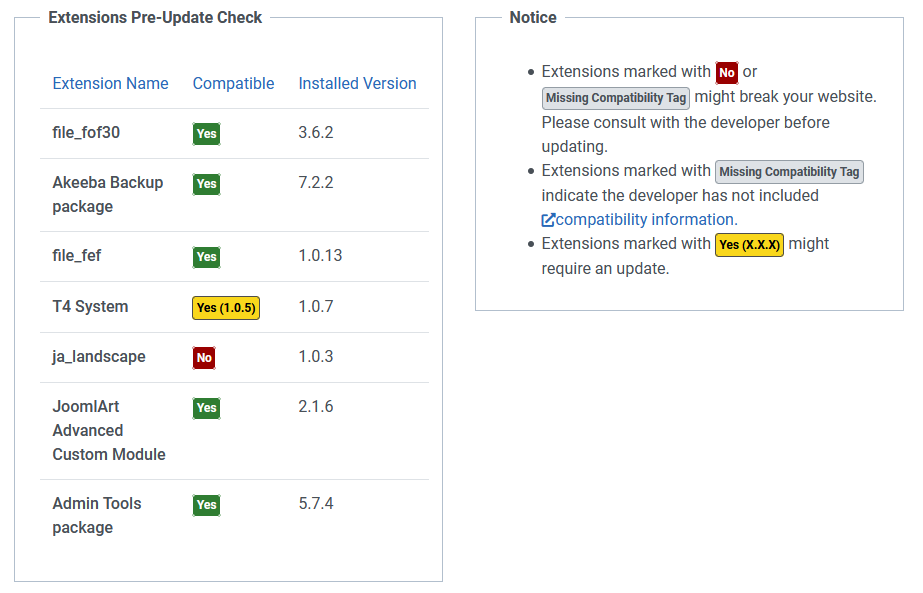 Extensions Pre-Update Check
Extension Name Compatible Installed Version
file_fof30 Yes 3.6.2
Akeeba Backup Yes 7.2.2
package
file_fef Yes 1.0.13
T4 System Yes (1.0.5) 1.0.7
ja_landscape No 1.0.3
JoomlArt Yes 2.1.6
Advanced
Custom Module
Admin Tools Yes 5.7.4
package
Notice
• Extensions marked with No or
Missing Compatibility Tag might break your website.
Please consult with the developer before
updating.
• Extensions marked with Missing Compatibility Tag
indicate the developer has not included
compatibility information.
• Extensions marked with Yes (X.X.X) might
require an update.